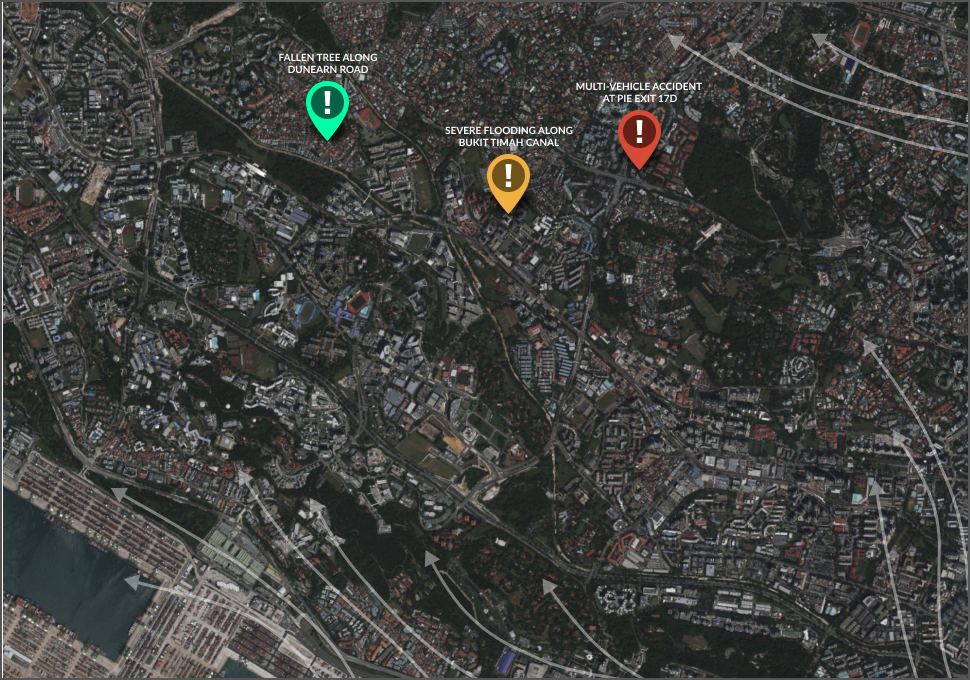 FALLEN TREE ALONG
DUNEARN ROAD
!
MULTI-VEHICLE ACCIDENT
AT PIE EXIT 17D
!
SEVERE FLOODING ALONG
BUKIT TIMAH CANAL
!